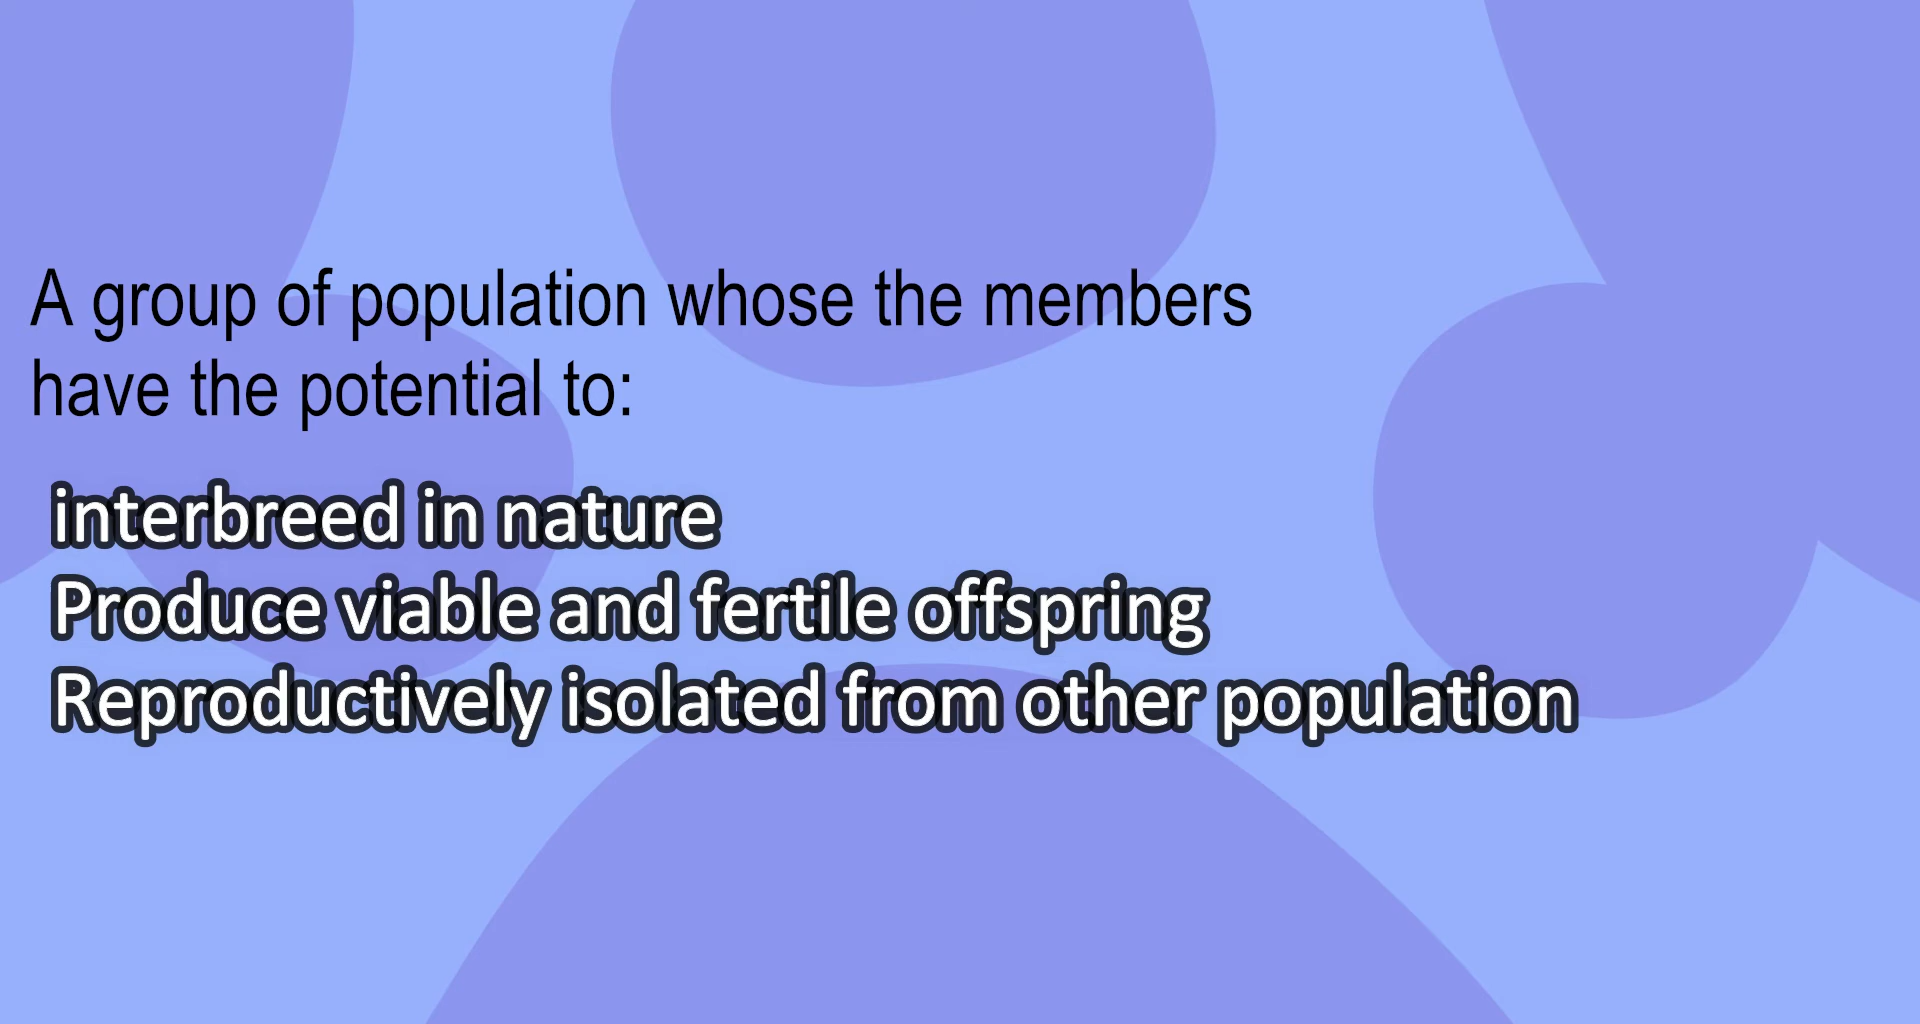 A group of population whose the members
have the potential to:
interbreed in nature
Produce viable and fertile offspring
Reproductively isolated from other population